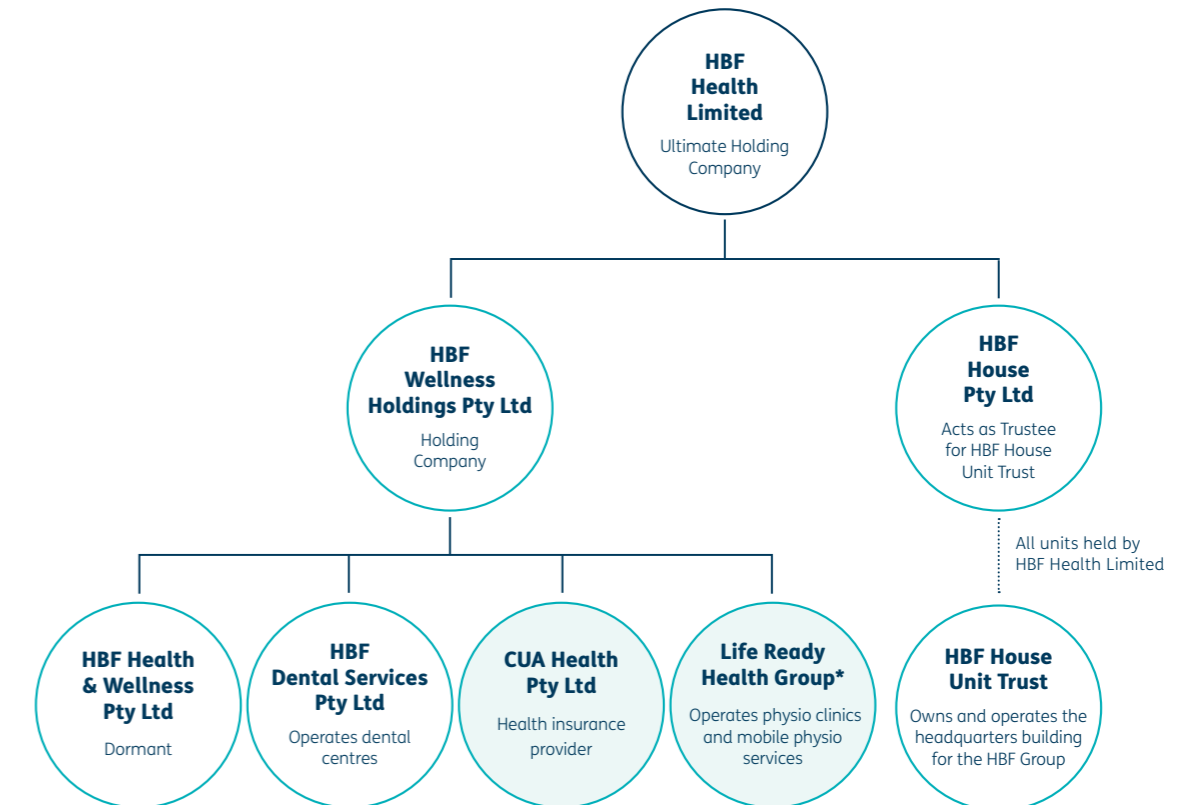 HBF
Health
Limited
Ultimate Holding
Company
HBF
Wellness
Holdings Pty Ltd
Holding
Company
HBF
House
Pty Ltd
Acts as Trustee
for HBF House
Unit Trust
All units held by
HBF Health Limited
HBF Health
& Wellness
Pty Ltd
Dormant
HBF
Dental Services
Pty Ltd
Operates dental
centres
CUA Health
Pty Ltd
Health insurance
provider
Life Ready
Health Group*
Operates physio clinics
and mobile physio
services
HBF House
Unit Trust
Owns and operates the
headquarters building
for the HBF Group